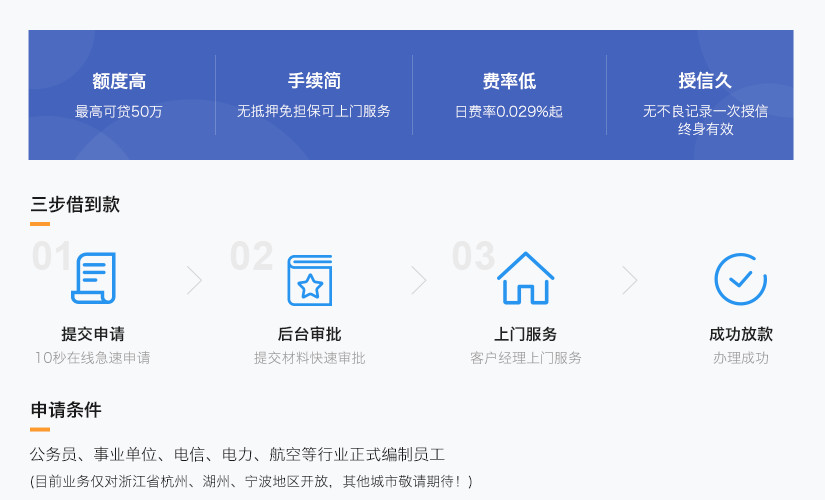 额度高
最高可贷50万
手续简
无抵押免担保可上门服务
费率低
日费率0.029%起
授信久
无不良记录一次授信
终身有效
三步借到款
01
提交申请
10秒在线急速申请
02
后台审批
提交材料快速审批
03
上门服务
客户经理上门服务
成功放款
办理成功
申请条件
公务员、事业单位、电信、电力、航空等行业正式编制员工
(目前业务仅对浙江省杭州、湖州、宁波地区开放，其他城市敬请期待！)